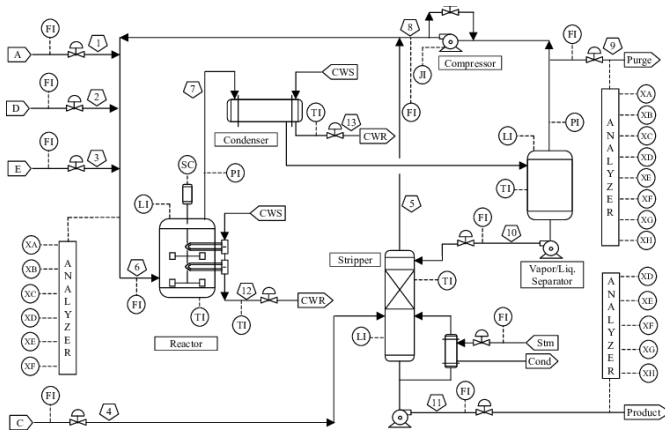 FI
1
A
FI
2
D
FI
3
E
7
CWS
Condenser
TI
13
CWR
8
FI
JI
Compressor
FI
9
Purge
XA
XB
XC
XD
XE
XF
XG
XH
ANALYZER
PI
LI
TI
Vapor/Liq.
Separator
SC
PI
LI
CWS
12
CWR
TI
TI
Reactor
6
FI
XA
XB
XC
XD
XE
XF
ANALYZER
5
FI
10
Stripper
TI
LI
FI
Stm
Cond
XD
XE
XF
XG
XH
ANALYZER
FI
4
C
11
FI
Product